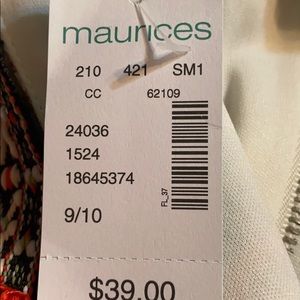 maurices
210 421 SM1
CC 62109
24036
1524
18645374
FL_37
9/10
$39.00